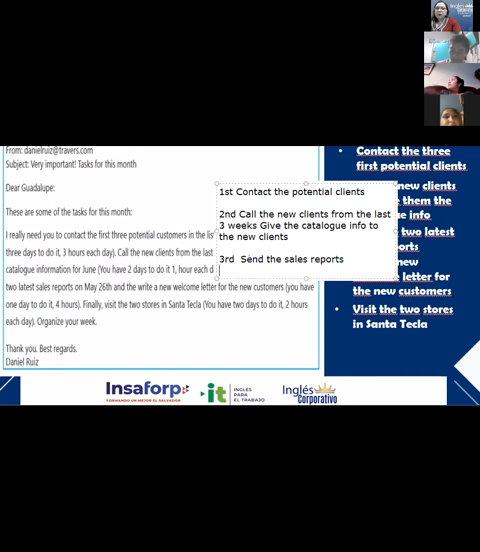 Inglés
Corporativo
From: danielruiz@travers.com
Subject: Very important! Tasks for this month
Dear Guadalupe:
These are some of the tasks for this month:
I really need you to contact the first three potential customers in the lis
three days to do it, 3 hours each day). Call the new clients from the last
catalogue information for June (You have 2 days to do it 1, hour each d
two latest sales reports on May 26th and the write a new welcome letter for the new customers (you have
one day to do it, 4 hours). Finally, visit the two stores in Santa Tecla (You have two days to do it, 2 hours
each day). Organize your week.
Thank you. Best regards.
Daniel Ruiz
1st Contact the potential clients
2nd Call the new clients from the last
3 weeks Give the catalogue info to
the new clients
3rd Send the sales reports
• Contact the three
first potential clients
new clients
them the
info
two latest
new
letter for
the new customers
• Visit the two stores
in Santa Tecla
Insaforp
FORMANDO UN MEJOR EL SALVADOR
it
INGLÉS
PARA
EL TRABAJO
Inglés
Corporativo